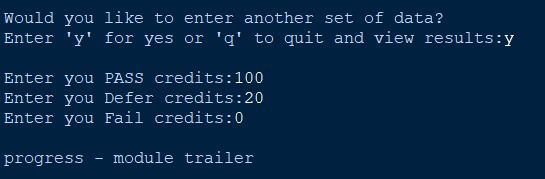 Would you like to enter another set of data?
Enter 'y' for yes or 'q' to quit and view results:y
Enter you PASS credits:100
Enter you Defer credits:20
Enter you Fail credits:0
progress - module trailer